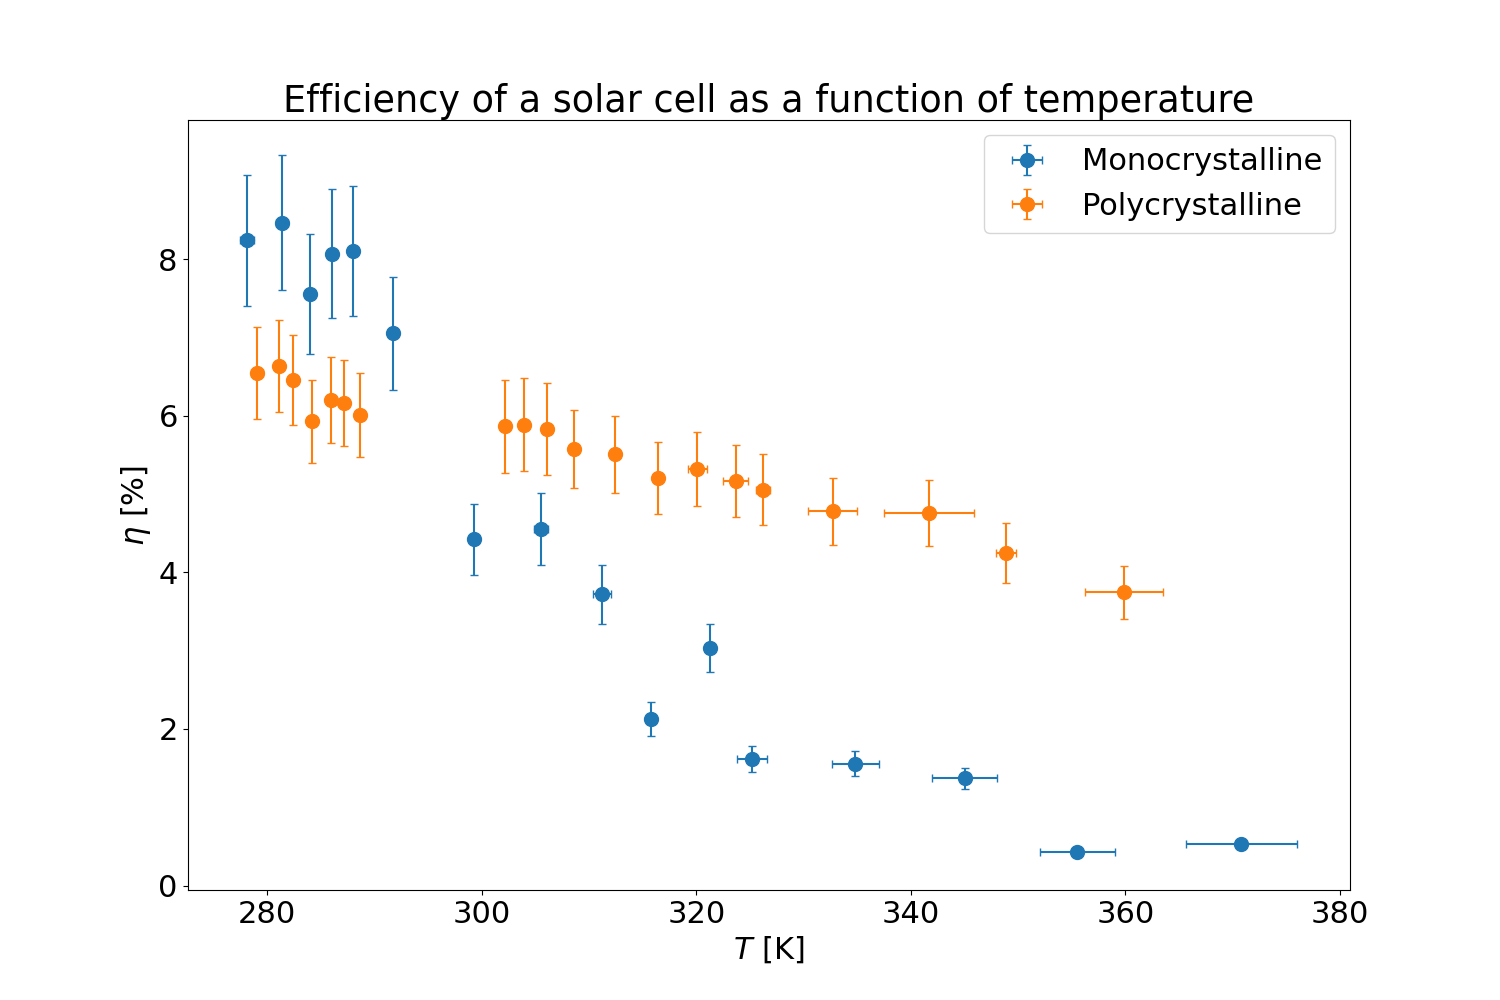 Efficiency of a solar cell as a function of temperature
Monocrystalline
Polycrystalline
8
6
4
2
0
η [%]
280 300 320 340 360 380
T [K]